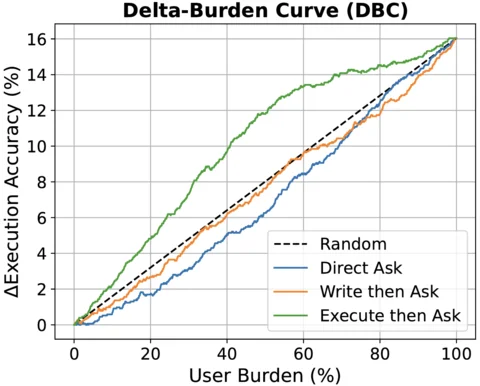 Delta-Burden Curve (DBC)
16
14
12
10
8
6
4
2
0
ΔExecution Accuracy (%)
Random
Direct Ask
Write then Ask
Execute then Ask
0 20 40 60 80 100
User Burden (%)